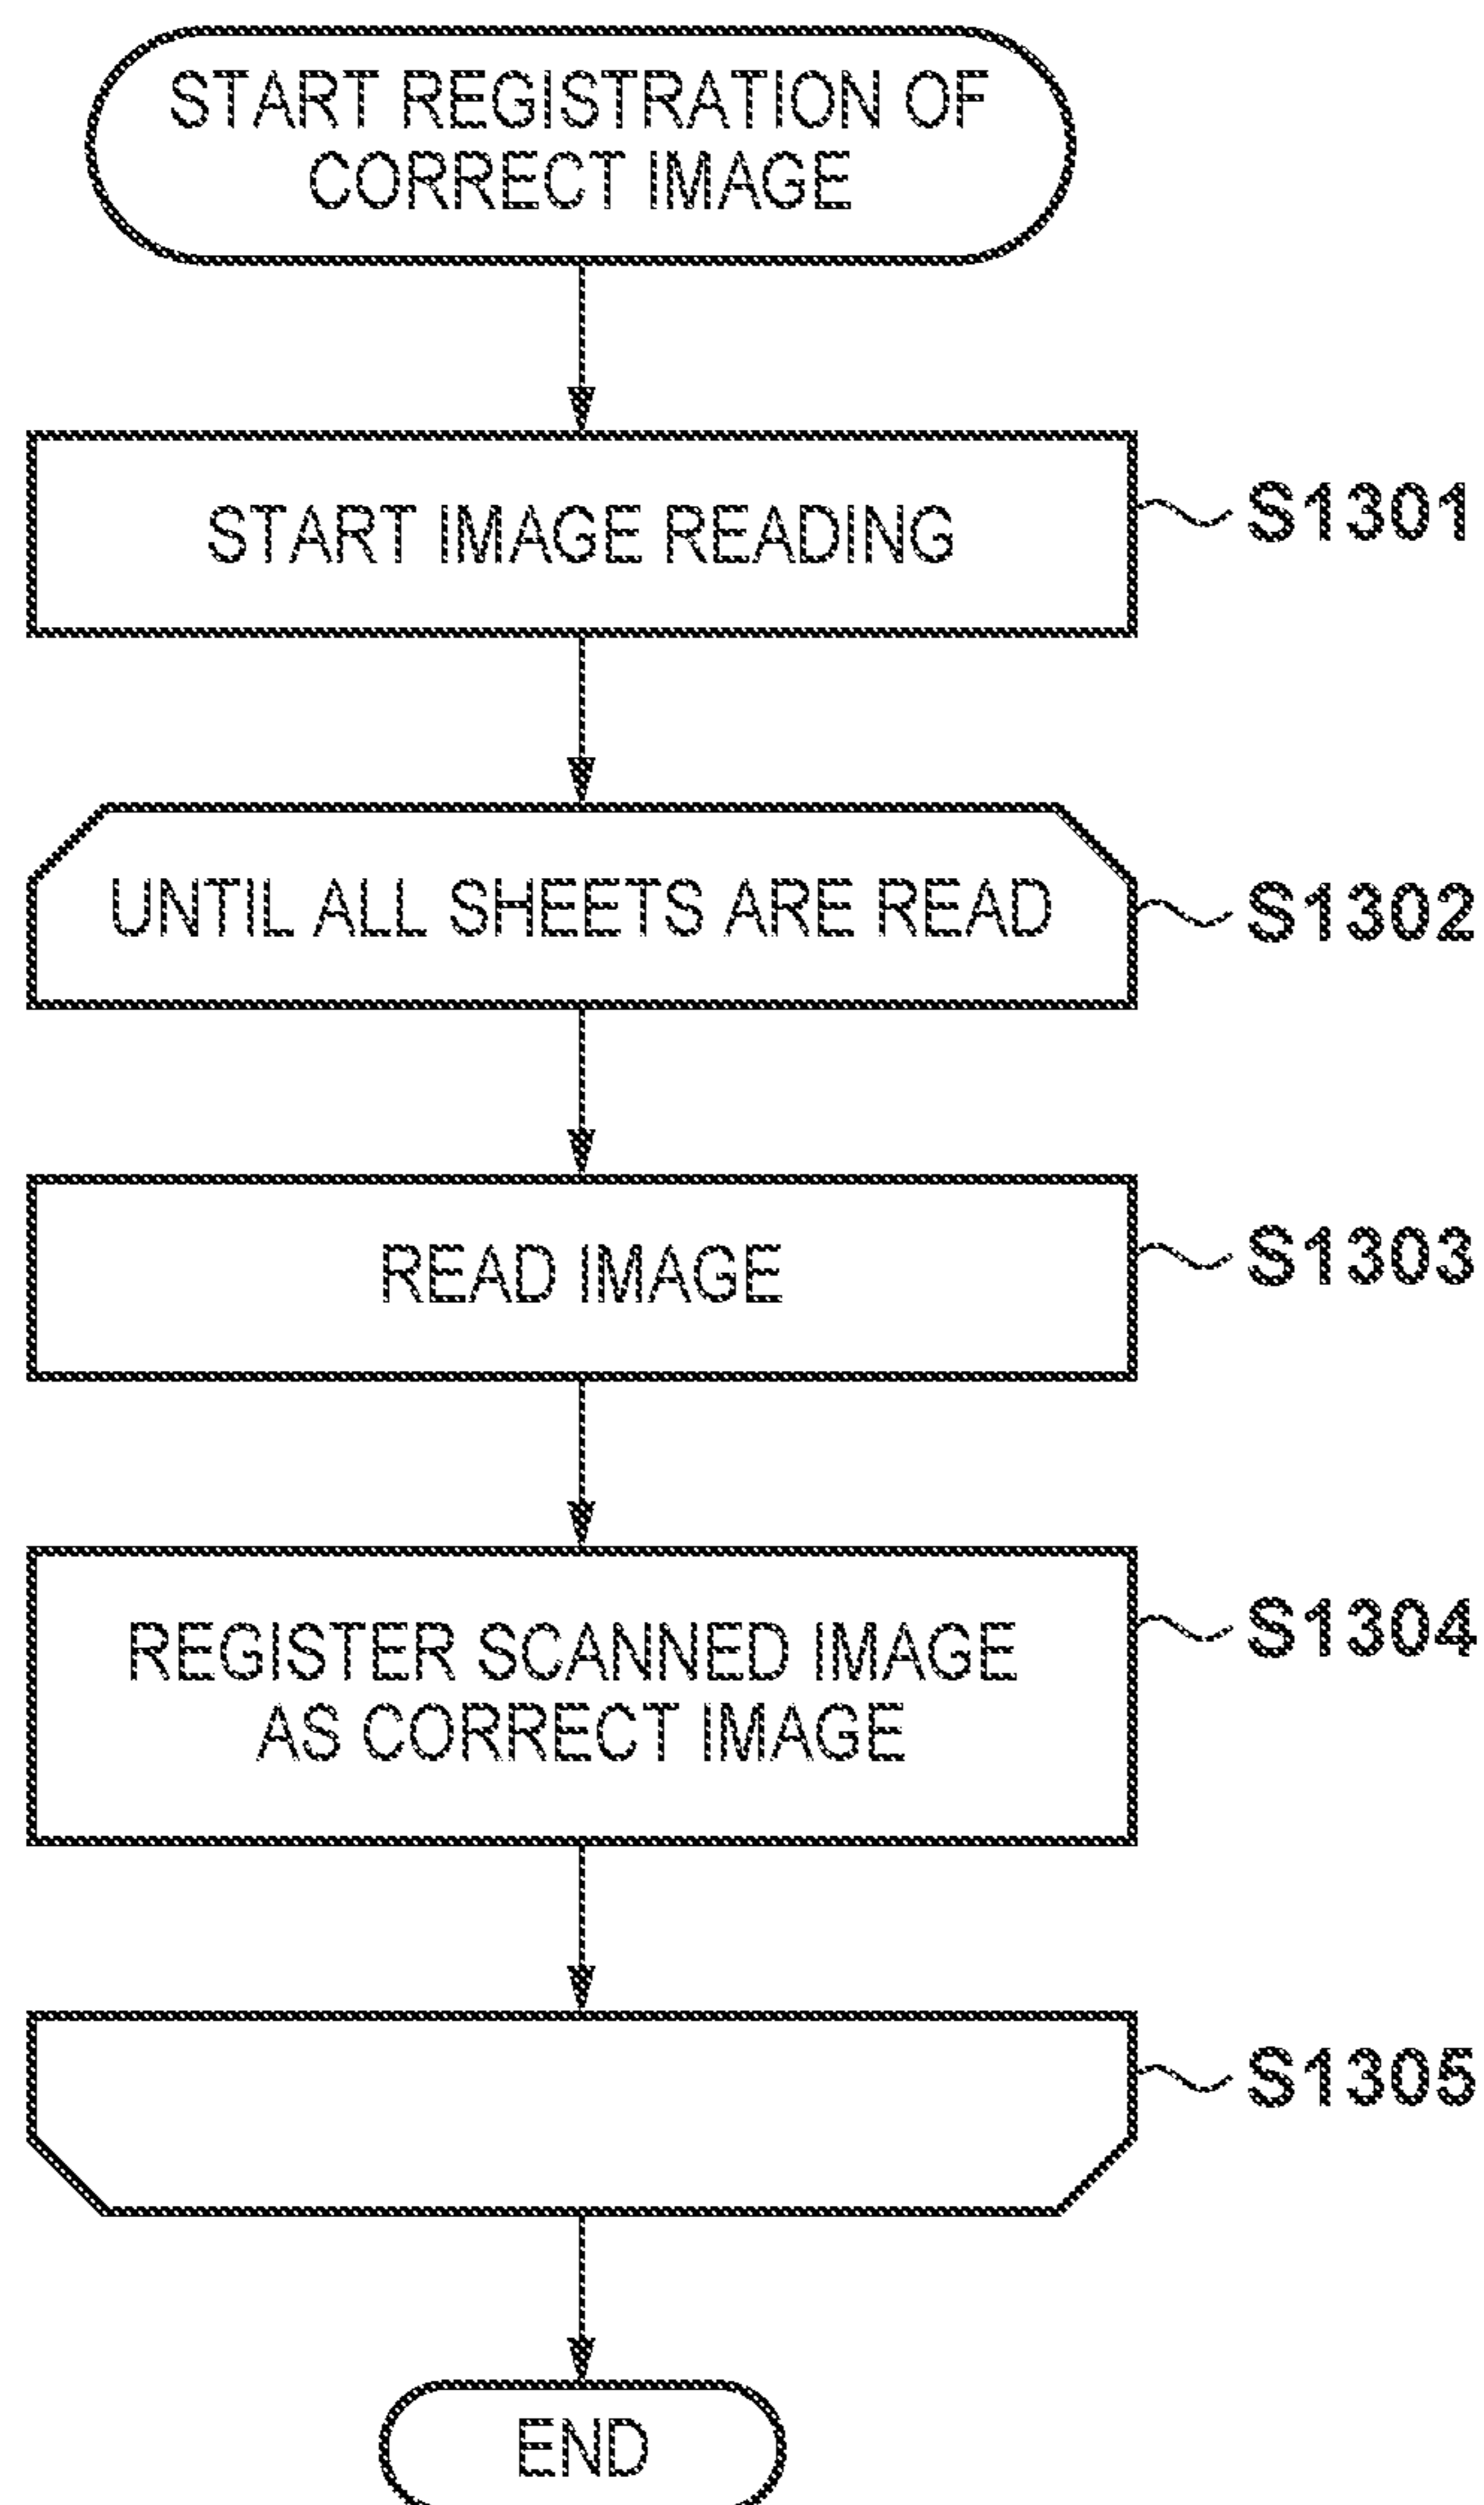 START REGISTRATION OF
CORRECT IMAGE
START IMAGE READING
S1301
UNTIL ALL SHEETS ARE READ
S1302
READ IMAGE
S1303
REGISTER SCANNED IMAGE
AS CORRECT IMAGE
S1304
S1305
END